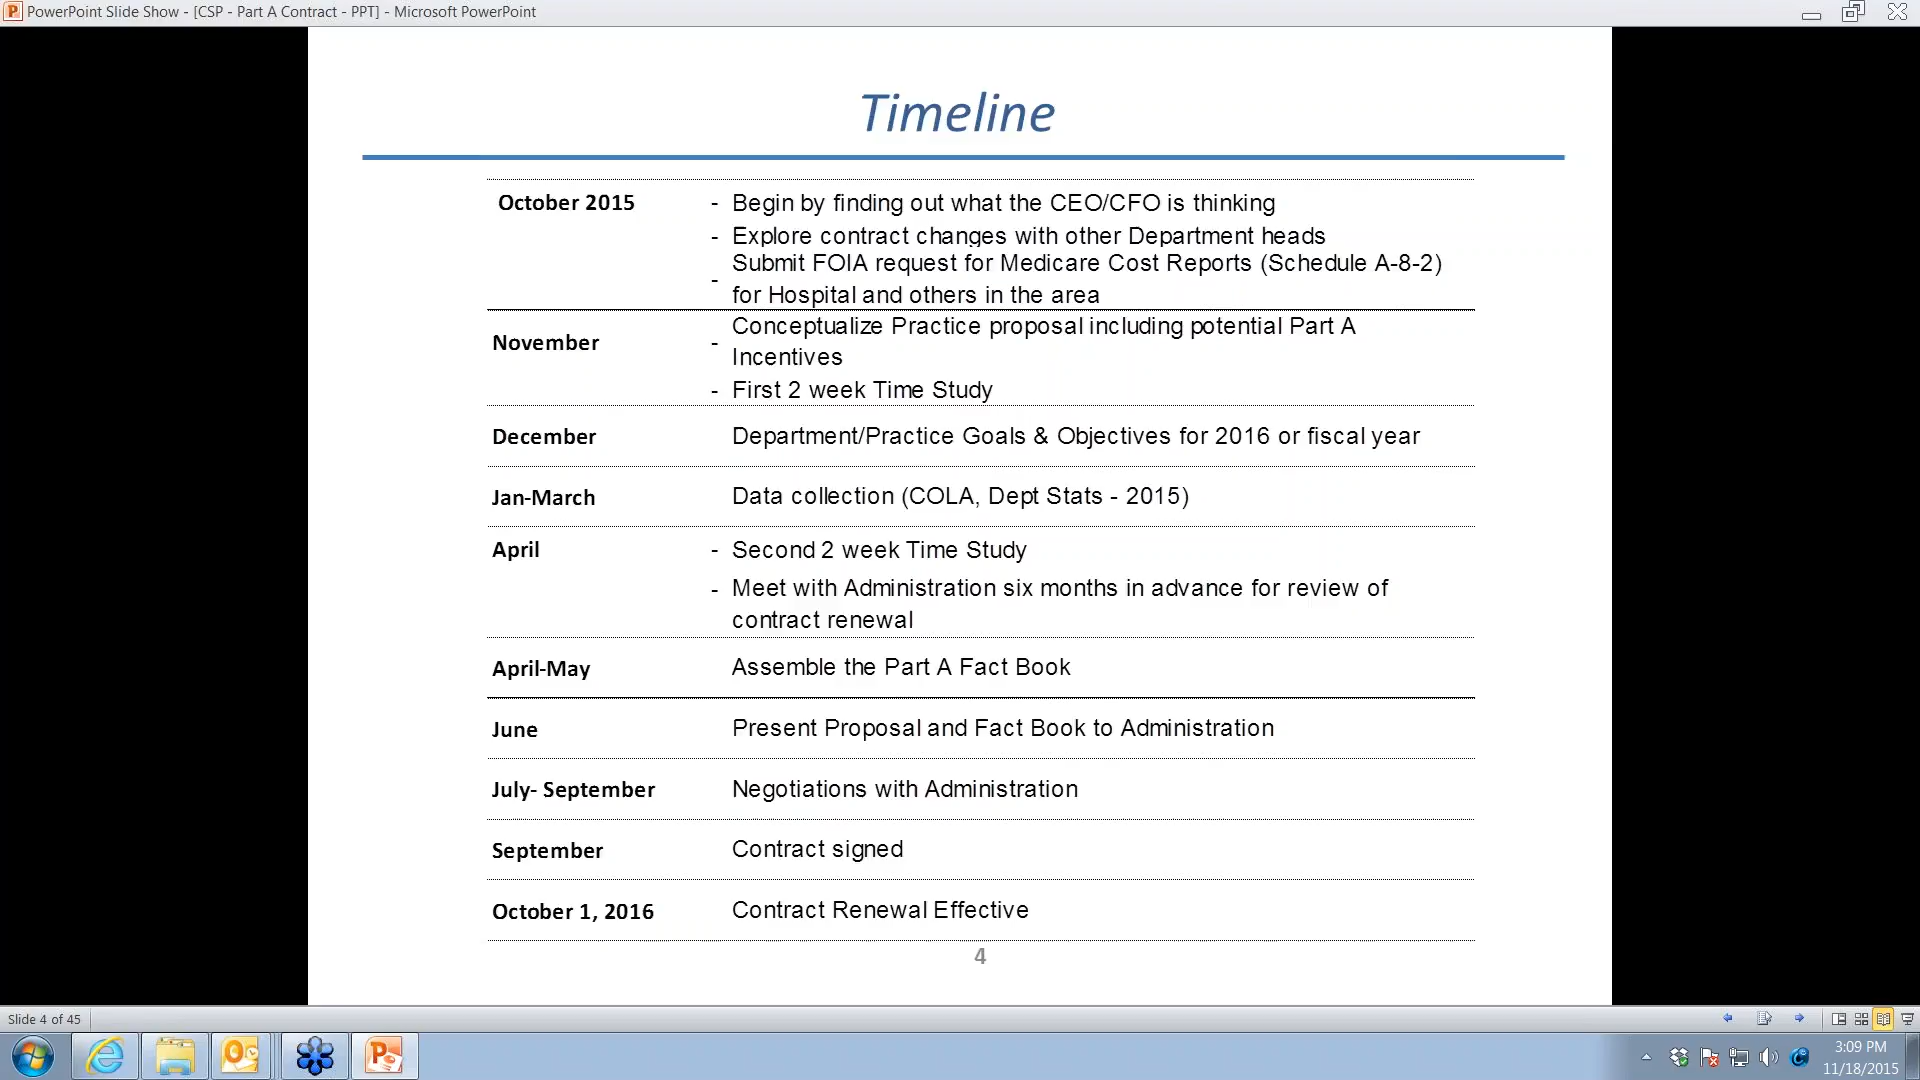 PowerPoint Slide Show - [CSP - Part A Contract - PPT] - Microsoft PowerPoint
Timeline
October 2015 - Begin by finding out what the CEO/CFO is thinking
- Explore contract changes with other Department heads
- Submit FOIA request for Medicare Cost Reports (Schedule A-8-2)
for Hospital and others in the area
November - Conceptualize Practice proposal including potential Part A
Incentives
- First 2 week Time Study
December Department/Practice Goals & Objectives for 2016 or fiscal year
Jan-March Data collection (COLA, Dept Stats - 2015)
April - Second 2 week Time Study
- Meet with Administration six months in advance for review of
contract renewal
April-May Assemble the Part A Fact Book
June Present Proposal and Fact Book to Administration
July- September Negotiations with Administration
September Contract signed
October 1, 2016 Contract Renewal Effective
4
Slide 4 of 45
3:09 PM
11/18/2015